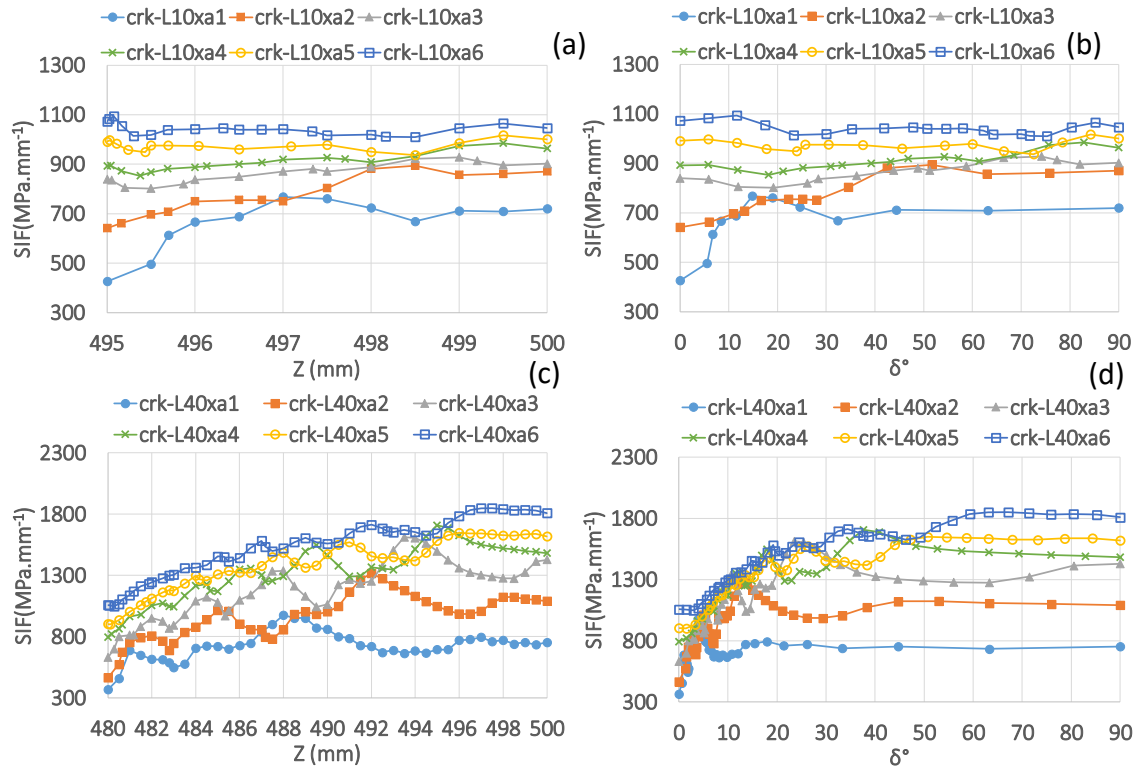 crk-L10xa1 crk-L10xa2 crk-L10xa3
crk-L10xa4 crk-L10xa5 crk-L10xa6
(a)
1300
1100
900
700
500
300
SIF(MPa.mm-1)
495 496 497 498 499 500
Z (mm)
crk-L10xa1 crk-L10xa2 crk-L10xa3
crk-L10xa4 crk-L10xa5 crk-L10xa6
(b)
1300
1100
900
700
500
300
SIF(MPa.mm-1)
0 10 20 30 40 50 60 70 80 90
δ°
(c)
crk-L40xa1 crk-L40xa2 crk-L40xa3
crk-L40xa4 crk-L40xa5 crk-L40xa6
2300
1800
1300
800
300
SIF(MPa.mm-1)
480 482 484 486 488 490 492 494 496 498 500
Z (mm)
(d)
crk-L40xa1 crk-L40xa2 crk-L40xa3
crk-L40xa4 crk-L40xa5 crk-L40xa6
2300
1800
1300
800
300
SIF(MPa.mm-1)
0 10 20 30 40 50 60 70 80 90
δ°